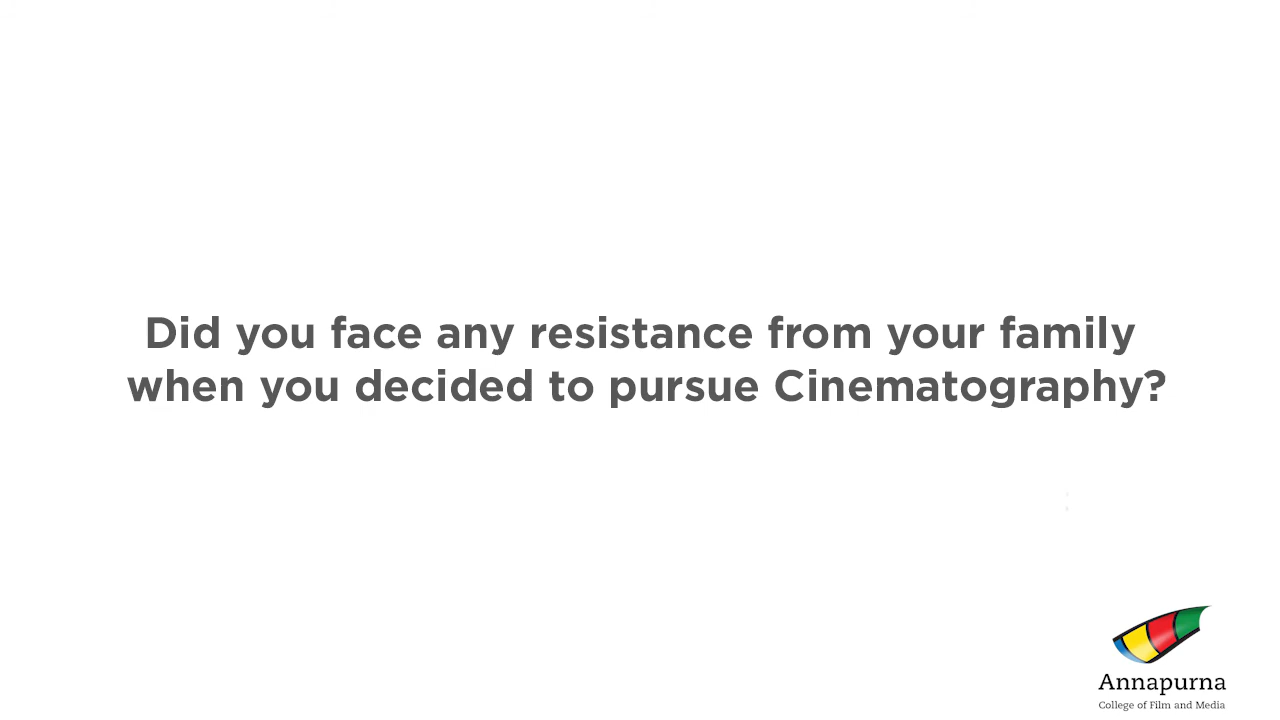 Did you face any resistance from your family
when you decided to pursue Cinematography?
Annapurna
College of Film and Media